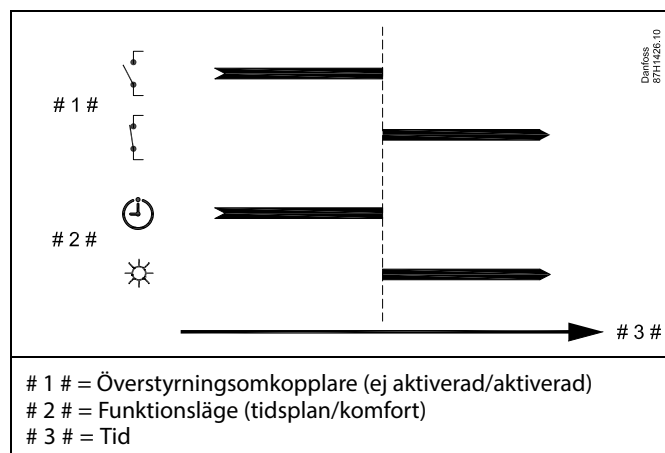 Danfoss
87H1426.10
# 1 #
# 2 #
# 3 #
# 1 # = Överstyrningsomkopplare (ej aktiverad/aktiverad)
# 2 # = Funktionsläge (tidsplan/komfort)
# 3 # = Tid